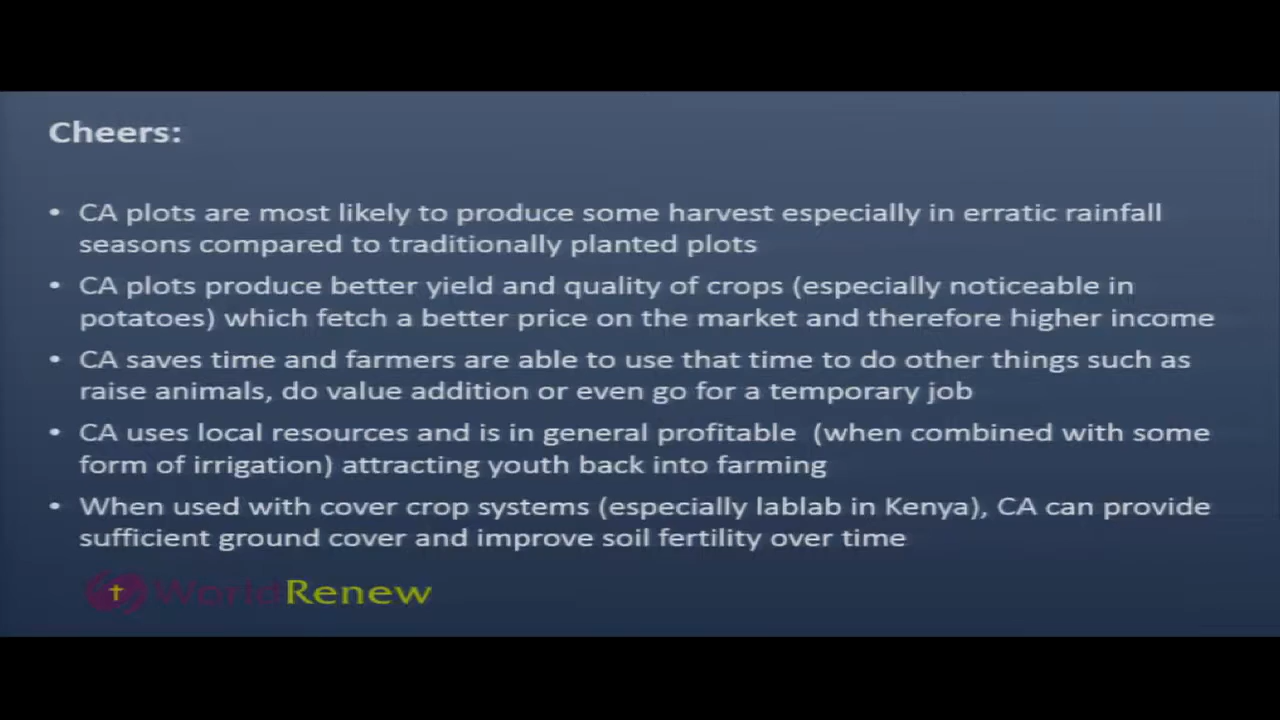 Cheers:
• CA plots are most likely to produce some harvest especially in erratic rainfall
seasons compared to traditionally planted plots
• CA plots produce better yield and quality of crops (especially noticeable in
potatoes) which fetch a better price on the market and therefore higher income
• CA saves time and farmers are able to use that time to do other things such as
raise animals, do value addition or even go for a temporary job
• CA uses local resources and is in general profitable (when combined with some
form of irrigation) attracting youth back into farming
• When used with cover crop systems (especially lablab in Kenya), CA can provide
sufficient ground cover and improve soil fertility over time
WorldRenew